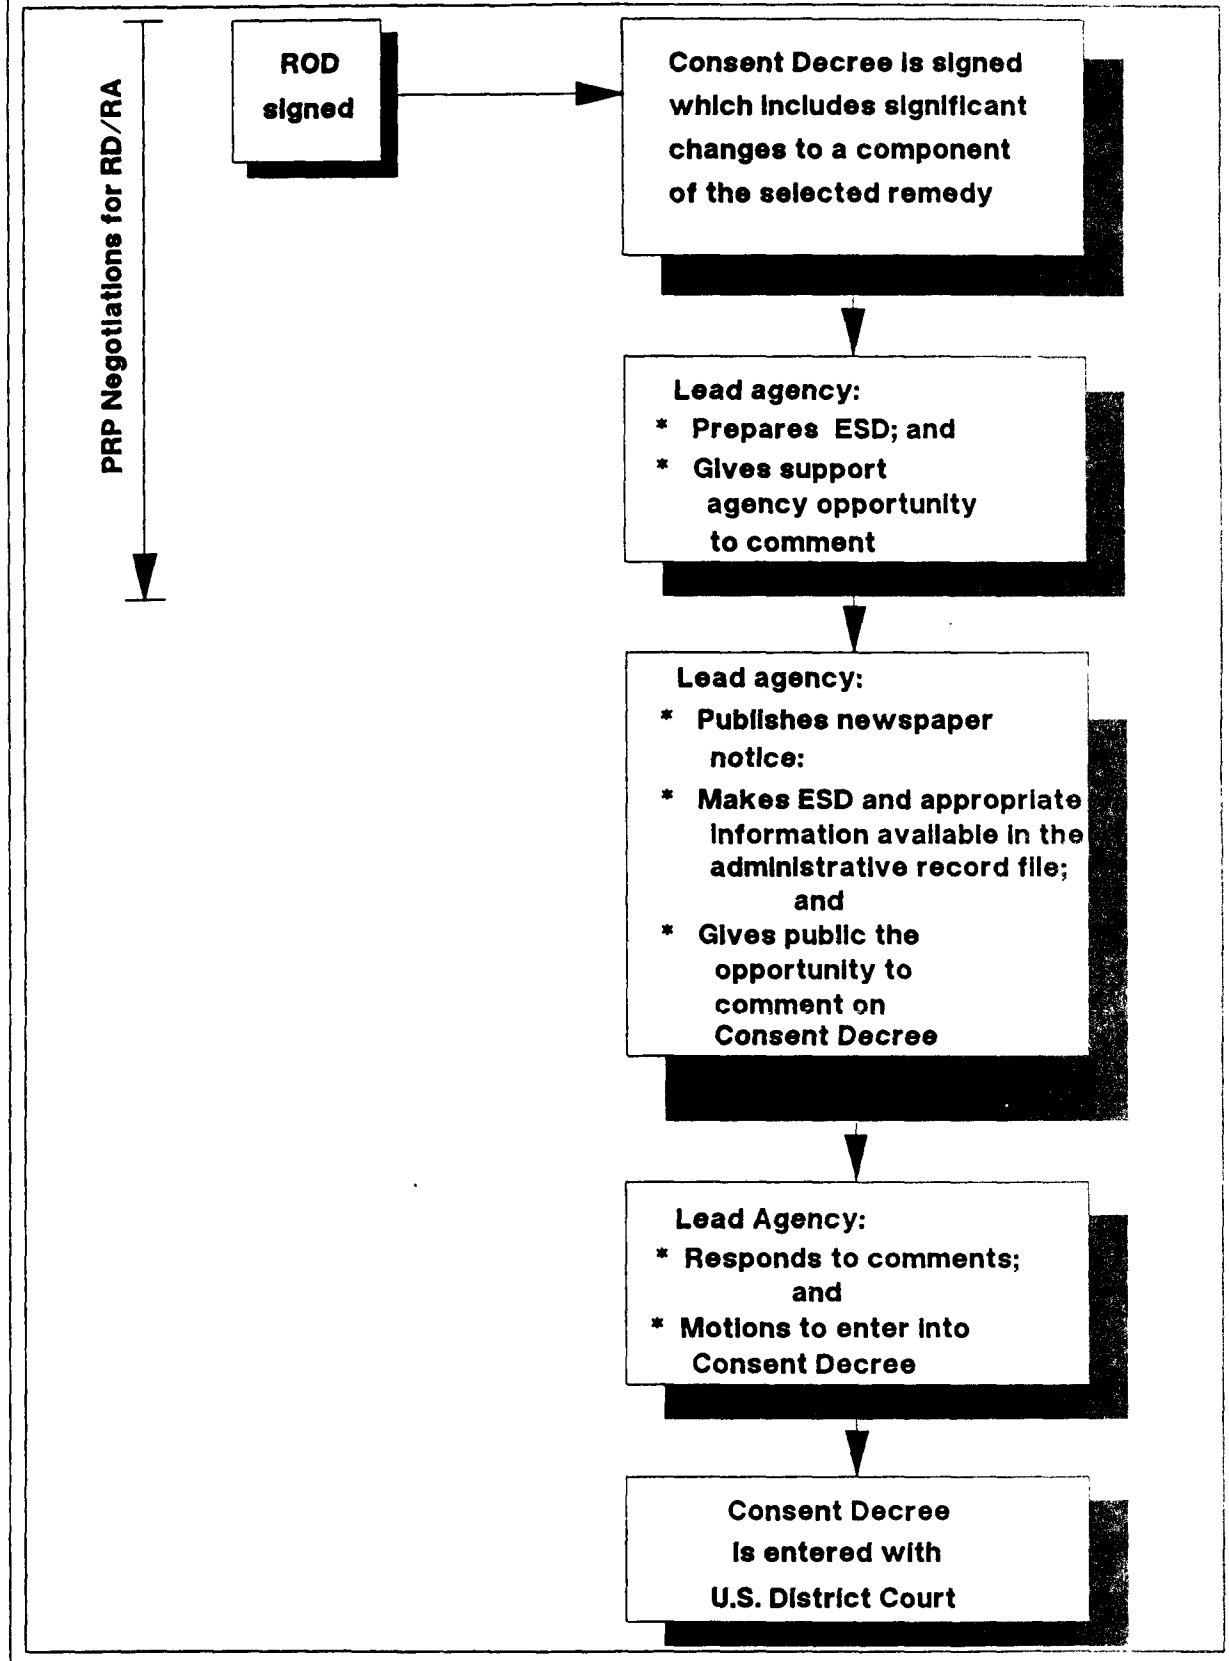 PRP Negotiations for RD/RA
ROD
signed
Consent Decree is signed
which includes significant
changes to a component
of the selected remedy
Lead agency:
* Prepares ESD; and
* Gives support
agency opportunity
to comment
Lead agency:
* Publishes newspaper
notice:
* Makes ESD and appropriate
information available in the
administrative record file;
and
* Gives public the
opportunity to
comment on
Consent Decree
Lead Agency:
* Responds to comments;
and
* Motions to enter into
Consent Decree
Consent Decree
is entered with
U.S. District Court